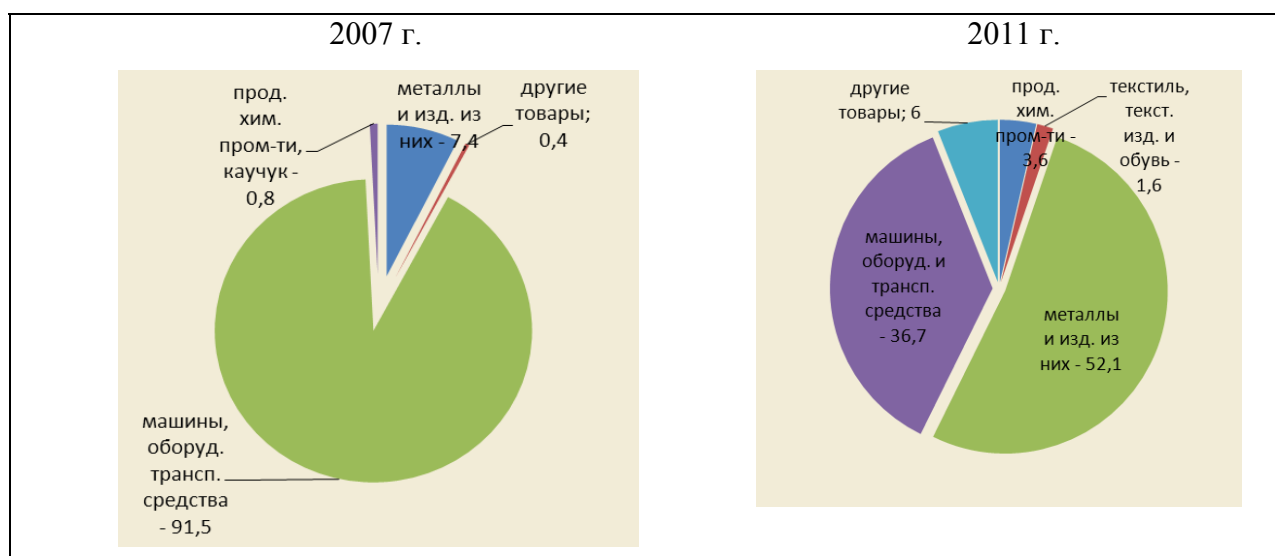 2007 г.
прод.
хим.
пром-ти,
каучук -
0,8
металлы
и изд. из
них - 7,4
другие
товары;
0,4
машины,
оборуд.
трансп.
средства
- 91,5
2011 г.
другие
товары; 6
прод.
хим.
пром-ти -
3,6
текстиль,
текст.
изд. и
обувь -
1,6
машины,
оборуд. и
трансп.
средства
- 36,7
металлы
и изд. из
них - 52,1